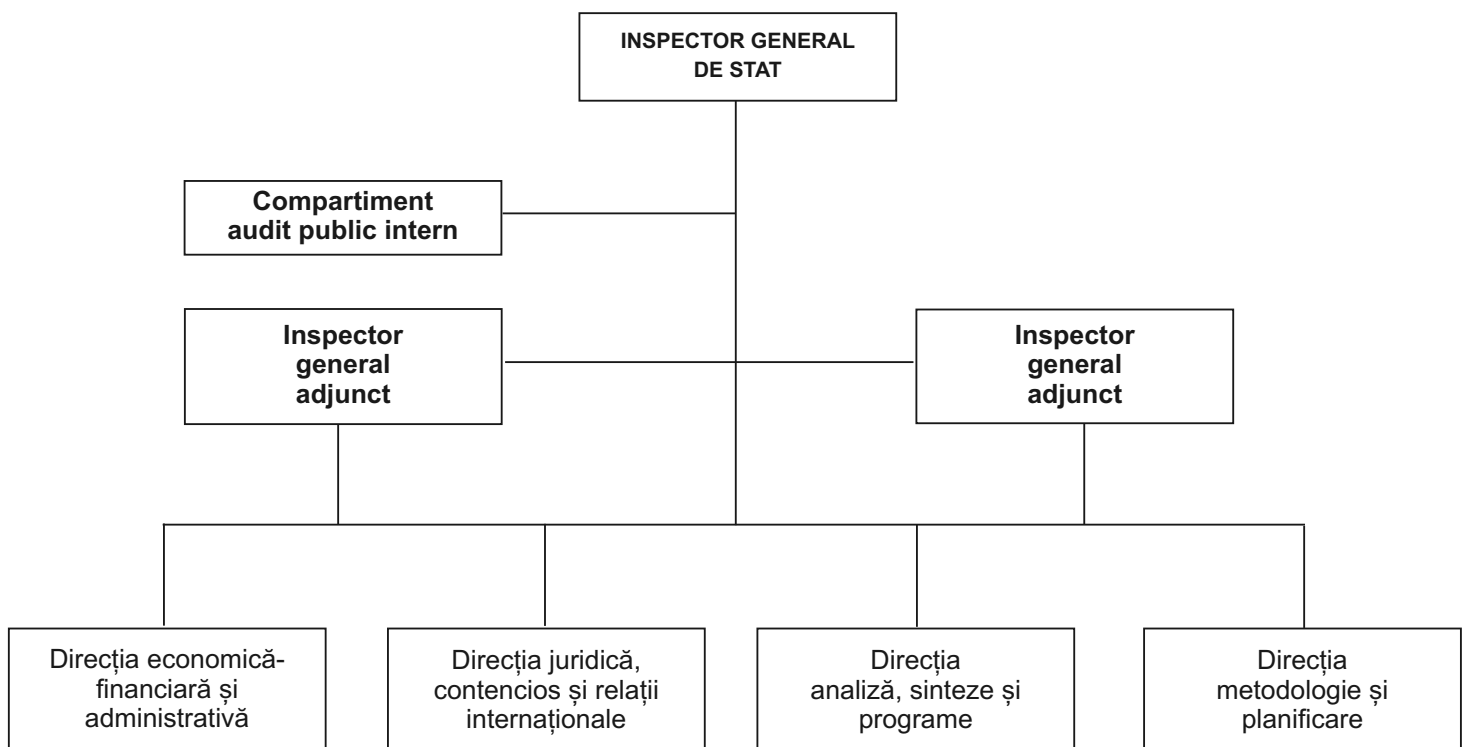 INSPECTOR GENERAL
DE STAT
Compartiment
audit public intern
Inspector
general
adjunct
Inspector
general
adjunct
Direcția economică-
financiară și
administrativă
Direcția juridică,
contencios și relații
internaționale
Direcția
analiză, sinteze și
programe
Direcția
metodologie și
planificare